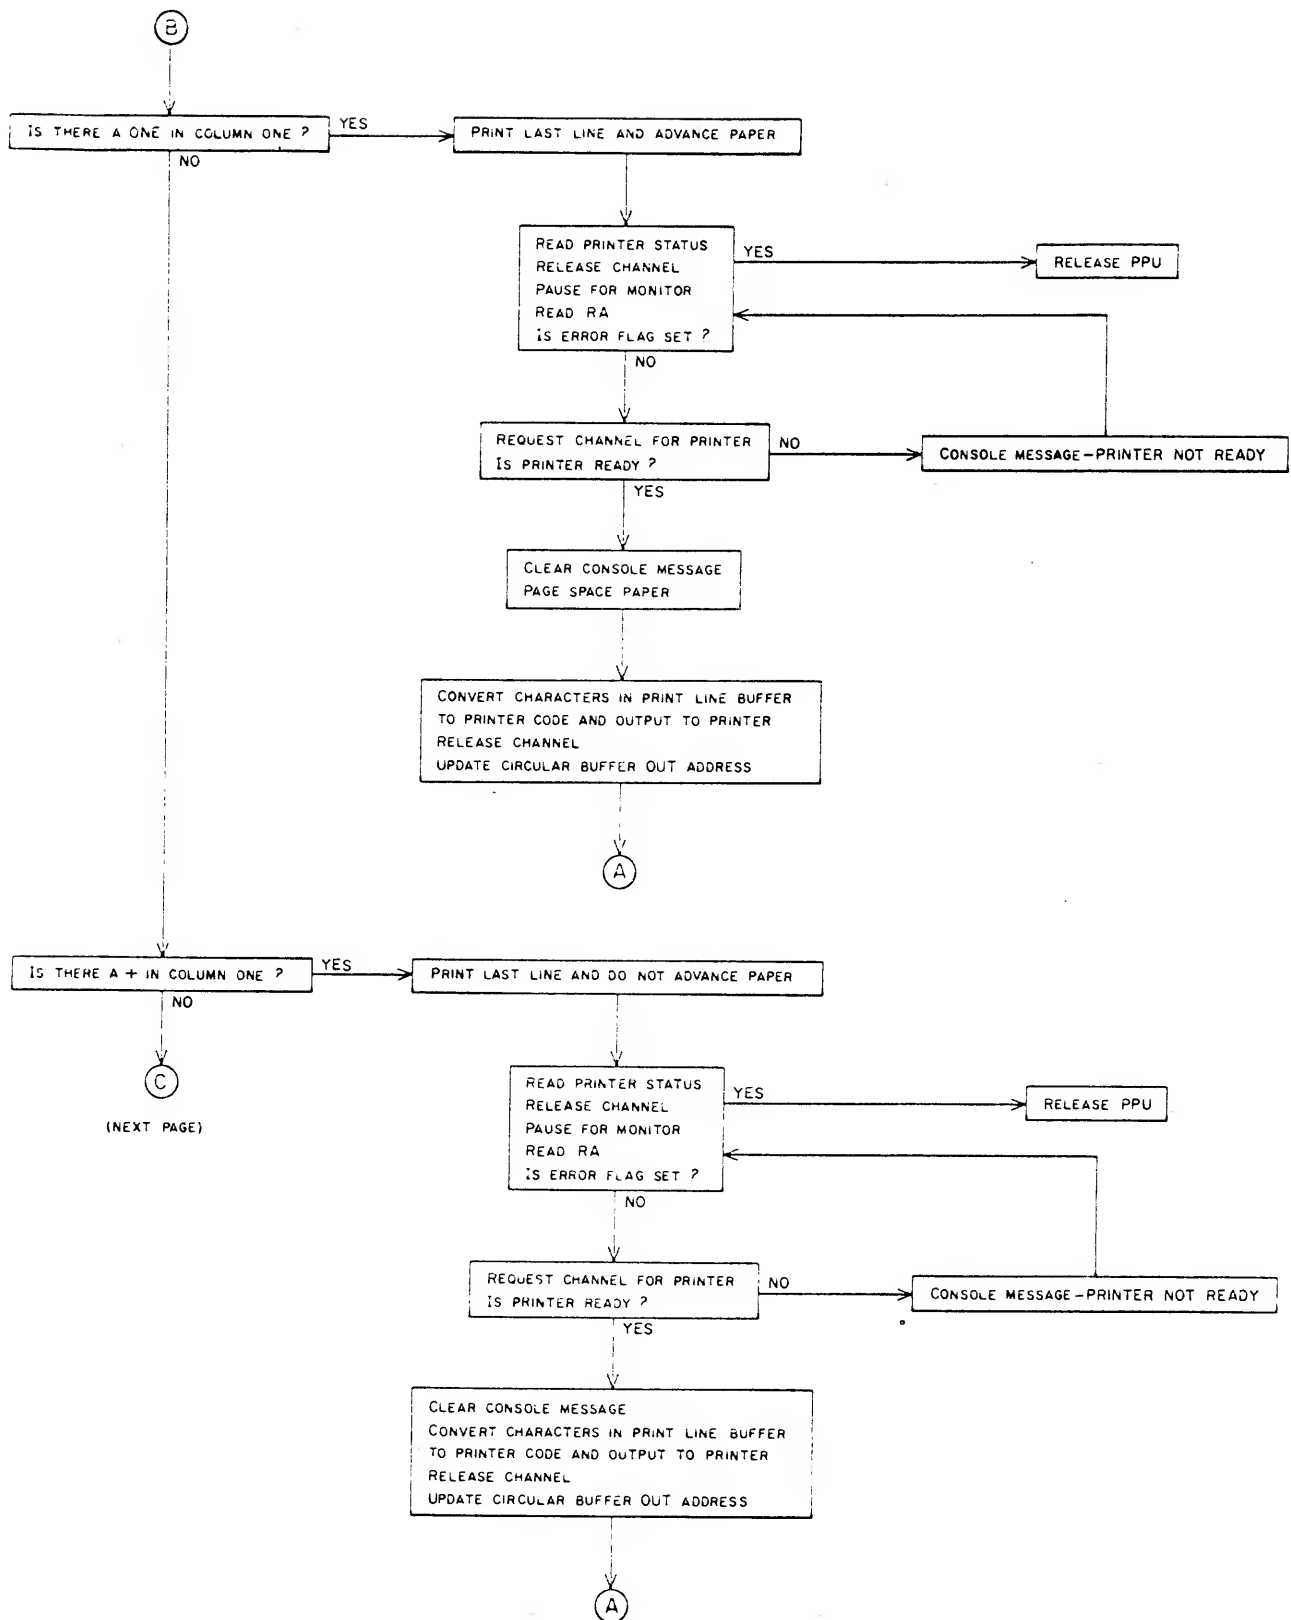 B
IS THERE A ONE IN COLUMN ONE ?
YES
PRINT LAST LINE AND ADVANCE PAPER
NO
READ PRINTER STATUS
RELEASE CHANNEL
PAUSE FOR MONITOR
READ RA
IS ERROR FLAG SET ?
YES
RELEASE PPU
NO
REQUEST CHANNEL FOR PRINTER
IS PRINTER READY ?
NO
CONSOLE MESSAGE-PRINTER NOT READY
YES
CLEAR CONSOLE MESSAGE
PAGE SPACE PAPER
CONVERT CHARACTERS IN PRINT LINE BUFFER
TO PRINTER CODE AND OUTPUT TO PRINTER
RELEASE CHANNEL
UPDATE CIRCULAR BUFFER OUT ADDRESS
A
IS THERE A + IN COLUMN ONE ?
YES
PRINT LAST LINE AND DO NOT ADVANCE PAPER
NO
C
(NEXT PAGE)
READ PRINTER STATUS
RELEASE CHANNEL
PAUSE FOR MONITOR
READ RA
IS ERROR FLAG SET ?
YES
RELEASE PPU
NO
REQUEST CHANNEL FOR PRINTER
IS PRINTER READY ?
NO
CONSOLE MESSAGE-PRINTER NOT READY
YES
CLEAR CONSOLE MESSAGE
CONVERT CHARACTERS IN PRINT LINE BUFFER
TO PRINTER CODE AND OUTPUT TO PRINTER
RELEASE CHANNEL
UPDATE CIRCULAR BUFFER OUT ADDRESS
A